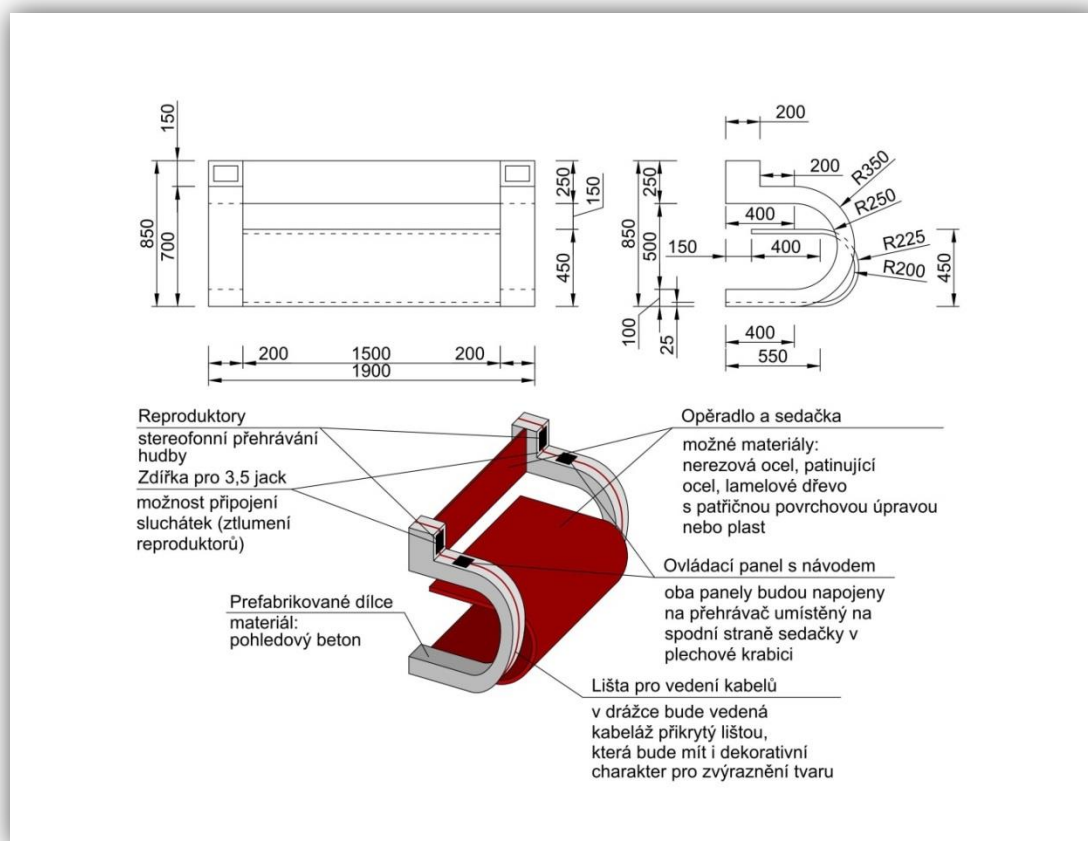 150
850
700
250
150
450
200 1500 200
1900
200
200
R350
R250
R225
R200
850
250
500
400
150
400
450
100
25
400
550
Reproduktory
stereofonní přehrávání
hudby
Zdířka pro 3,5 jack
možnost připojení
sluchátek (ztlumení
reproduktorů)
Prefabrikované dílce
materiál:
pohledový beton
Opěradlo a sedačka
možné materiály:
nerezová ocel, patinující
ocel, lamelové dřevo
s patřičnou povrchovou úpravou
nebo plast
Ovládací panel s návodem
oba panely budou napojeny
na přehrávač umístěný na
spodní straně sedačky v
plechové krabici
Lišta pro vedení kabelů
v drážce bude vedená
kabeláž přikrytý lištou,
která bude mít i dekorativní
charakter pro zvýraznění tvaru